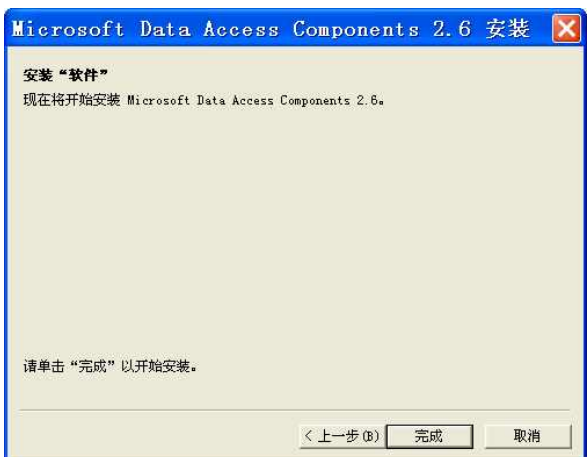 Microsoft Data Access Components 2.6 安装
安装“软件”
现在将开始安装 Microsoft Data Access Components 2.6。
请单击“完成”以开始安装。
< 上一步(B)
完成
取消